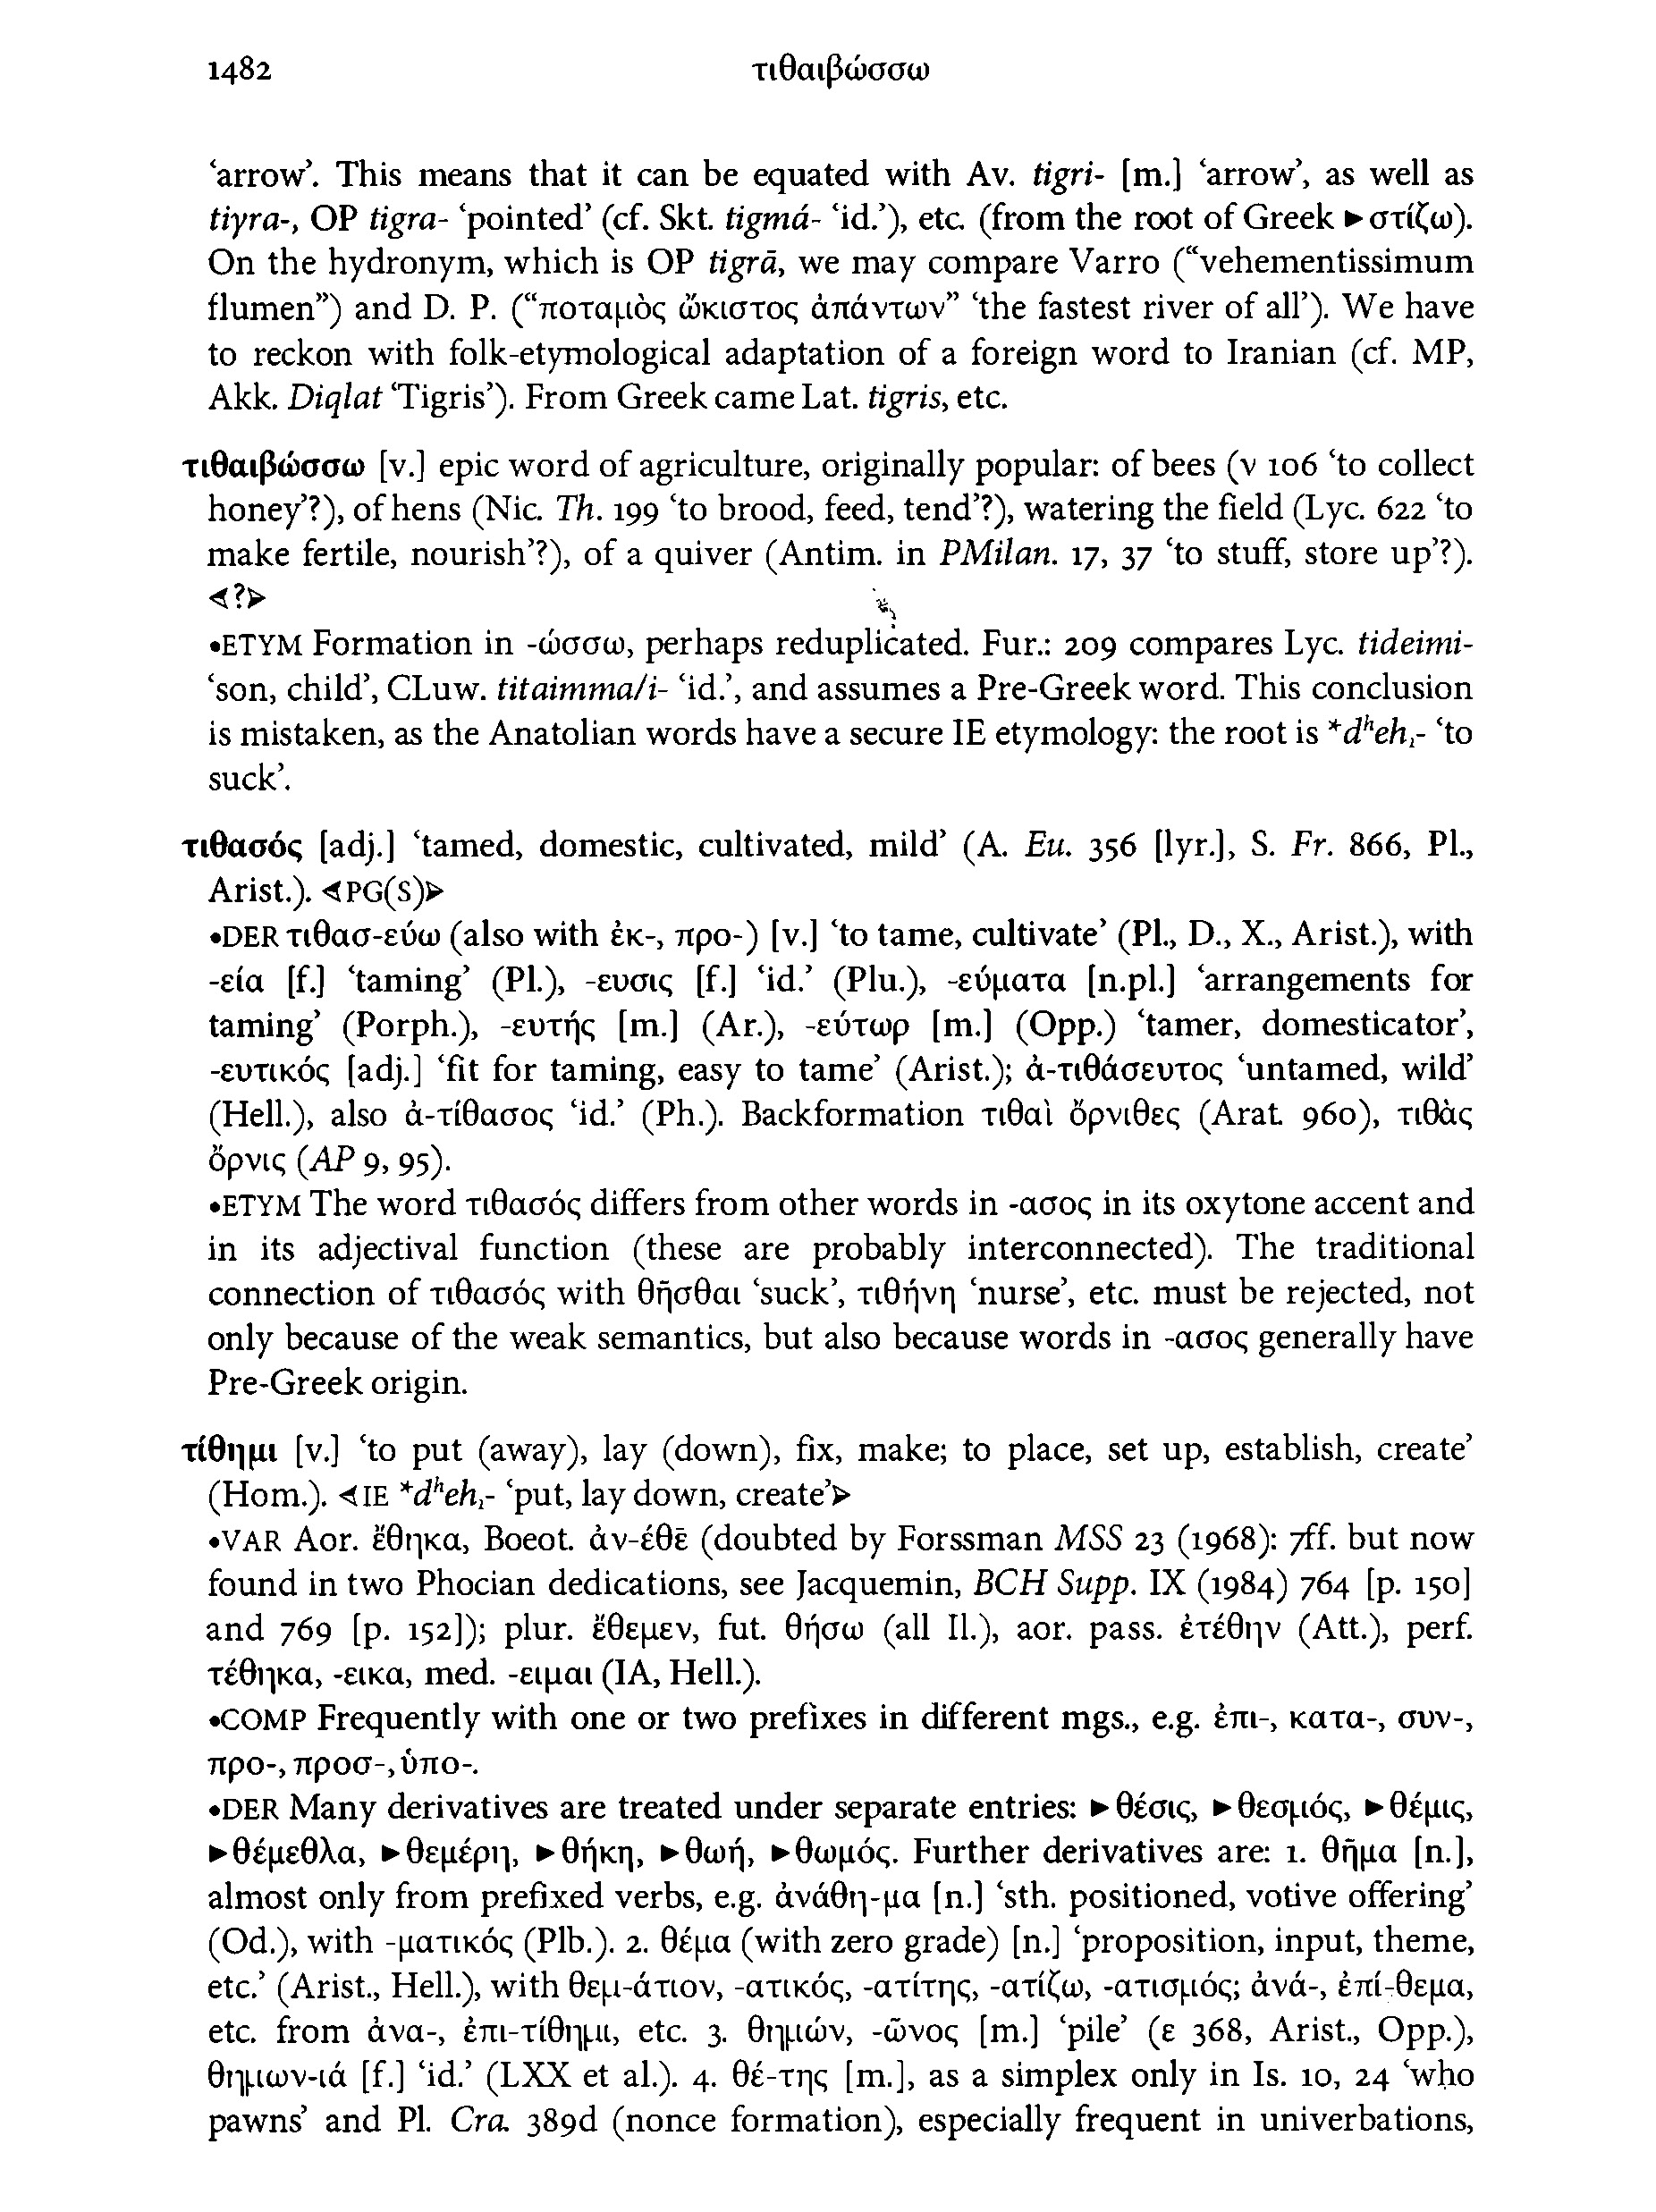 1482 τιθαιβώσσω
‘arrow’. This means that it can be equated with Av. tigri- [m.] ‘arrow’, as well as
tiγra-, OP tigra- ‘pointed’ (cf. Skt. tigmá- ‘id.’), etc. (from the root of Greek ►στίζω).
On the hydronym, which is OP tigrā, we may compare Varro (“vehementissimum
flumen”) and D. P. (“ποταμὸς ὤκιστος ἁπάντων” ‘the fastest river of all’). We have
to reckon with folk-etymological adaptation of a foreign word to Iranian (cf. MP,
Akk. Diqlat ‘Tigris’). From Greek came Lat. tigris, etc.
τιθαιβώσσω [v.] epic word of agriculture, originally popular: of bees (ν 106 ‘to collect
honey’?), of hens (Nic. Th. 199 ‘to brood, feed, tend’?), watering the field (Lyc. 622 ‘to
make fertile, nourish’?), of a quiver (Antim. in PMilan. 17, 37 ‘to stuff, store up’?).
⊲?⊳
•ETYM Formation in -ώσσω, perhaps reduplicated. Fur.: 209 compares Lyc. tideimi-
‘son, child’, CLuw. titaimma/i- ‘id.’, and assumes a Pre-Greek word. This conclusion
is mistaken, as the Anatolian words have a secure IE etymology: the root is *dʰeh₁- ‘to
suck’.
τιθασός [adj.] ‘tamed, domestic, cultivated, mild’ (A. Eu. 356 [lyr.], S. Fr. 866, Pl.,
Arist.). ⊲PG(S)⊳
•DER τιθασ-εύω (also with ἐκ-, προ-) [v.] ‘to tame, cultivate’ (Pl., D., X., Arist.), with
-εία [f.] ‘taming’ (Pl.), -ευσις [f.] ‘id.’ (Plu.), -εύματα [n.pl.] ‘arrangements for
taming’ (Porph.), -ευτής [m.] (Ar.), -εύτωρ [m.] (Opp.) ‘tamer, domesticator’,
-ευτικός [adj.] ‘fit for taming, easy to tame’ (Arist.); ἀ-τιθάσευτος ‘untamed, wild’
(Hell.), also ἀ-τίθασος ‘id.’ (Ph.). Backformation τιθαὶ ὄρνιθες (Arat. 960), τιθὰς
ὄρνις (AP 9, 95).
•ETYM The word τιθασός differs from other words in -ασος in its oxytone accent and
in its adjectival function (these are probably interconnected). The traditional
connection of τιθασός with θῆσθαι ‘suck’, τιθήνη ‘nurse’, etc. must be rejected, not
only because of the weak semantics, but also because words in -ασος generally have
Pre-Greek origin.
τίθημι [v.] ‘to put (away), lay (down), fix, make; to place, set up, establish, create’
(Hom.). ⊲IE *dʰeh₁- ‘put, lay down, create’⊳
•VAR Aor. ἔθηκα, Boeot. ἀν-έθε̄ (doubted by Forssman MSS 23 (1968): 7ff. but now
found in two Phocian dedications, see Jacquemin, BCH Supp. IX (1984) 764 [p. 150]
and 769 [p. 152]); plur. ἔθεμεν, fut. θήσω (all Il.), aor. pass. ἐτέθην (Att.), perf.
τέθηκα, -εικα, med. -ειμαι (IA, Hell.).
•COMP Frequently with one or two prefixes in different mgs., e.g. ἐπι-, κατα-, συν-,
προ-, προσ-, ὑπο-.
•DER Many derivatives are treated under separate entries: ►θέσις, ►θεσμός, ►θέμις,
►θέμεθλα, ►θεμέρη, ►θήκη, ►θωή, ►θωμός. Further derivatives are: 1. θῆμα [n.],
almost only from prefixed verbs, e.g. ἀνάθη-μα [n.] ‘sth. positioned, votive offering’
(Od.), with -ματικός (Plb.). 2. θέμα (with zero grade) [n.] ‘proposition, input, theme,
etc.’ (Arist., Hell.), with θεμ-άτιον, -ατικός, -ατίτης, -ατίζω, -ατισμός; ἀνά-, ἐπί-θεμα,
etc. from ἀνα-, ἐπι-τίθημι, etc. 3. θημών, -ῶνος [m.] ‘pile’ (ε 368, Arist., Opp.),
θημων-ιά [f.] ‘id.’ (LXX et al.). 4. θέ-της [m.], as a simplex only in Is. 10, 24 ‘who
pawns’ and Pl. Cra. 389d (nonce formation), especially frequent in univerbations,